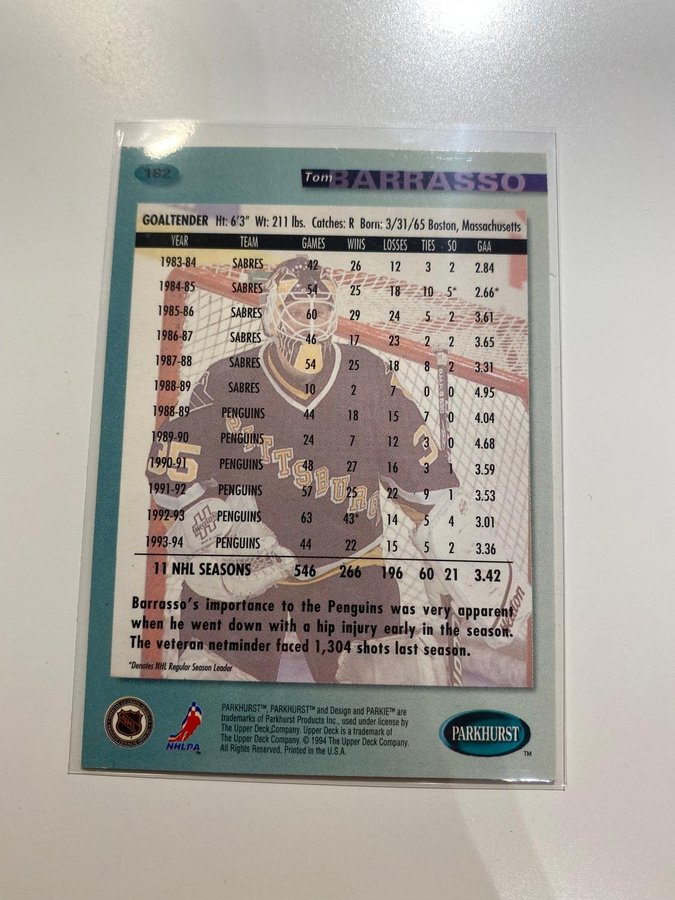 182
Tom BARRASSO
GOALTENDER Ht: 6'3" Wt: 211 lbs. Catches: R Born: 3/31/65 Boston, Massachusetts
YEAR TEAM GAMES WINS LOSSES TIES SO GAA
1983-84 SABRES 42 26 12 3 2 2.84
1984-85 SABRES 54 25 18 10 5* 2.66*
1985-86 SABRES 60 29 24 5 2 3.61
1986-87 SABRES 46 17 23 2 2 3.65
1987-88 SABRES 54 25 18 8 2 3.31
1988-89 SABRES 10 2 7 0 0 4.95
1988-89 PENGUINS 44 18 15 7 0 4.04
1989-90 PENGUINS 24 7 12 3 0 4.68
1990-91 PENGUINS 48 27 16 3 1 3.59
1991-92 PENGUINS 57 25 22 9 1 3.53
1992-93 PENGUINS 63 43* 14 5 4 3.01
1993-94 PENGUINS 44 22 15 5 2 3.36
11 NHL SEASONS 546 266 196 60 21 3.42
PITTSBURG
Barrasso's importance to the Penguins was very apparent
when he went down with a hip injury early in the season.
The veteran netminder faced 1,304 shots last season.
*Denotes NHL Regular Season Leader
NHLPA
PARKHURST™, PARKHURST™ and Design and PARKIE™ are
trademarks of Parkhurst Products Inc., used under license by
The Upper Deck Company. Upper Deck is a trademark of
The Upper Deck Company. © 1994 The Upper Deck Company.
All Rights Reserved. Printed in the U.S.A.
PARKHURST
™